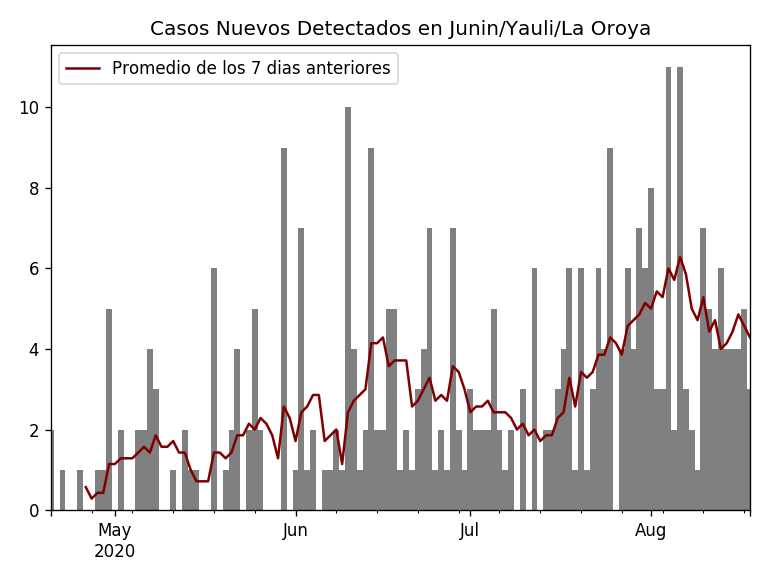 Casos Nuevos Detectados en Junin/Yauli/La Oroya
Promedio de los 7 dias anteriores
10
8
6
4
2
0
May Jun Jul Aug
2020